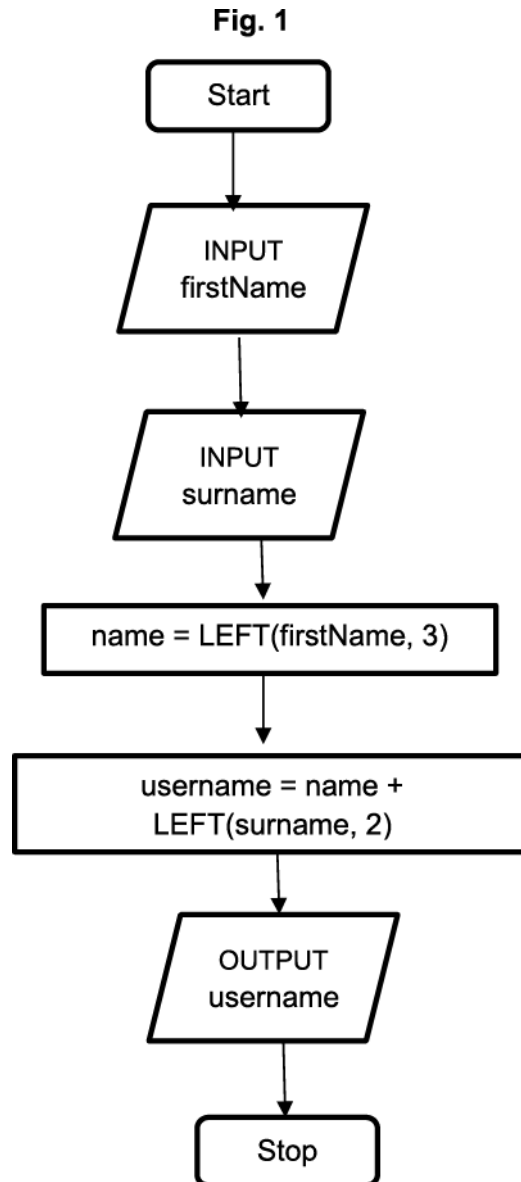 Fig. 1
Start
INPUT
firstName
INPUT
surname
name = LEFT(firstName, 3)
username = name +
LEFT(surname, 2)
OUTPUT
username
Stop